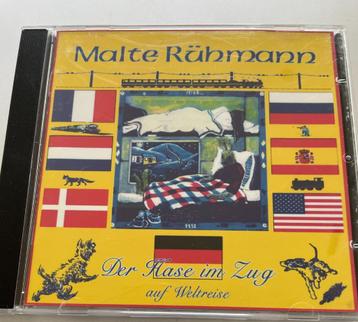 Malte Rühmann
Der Hase im Zug
auf Weltreise